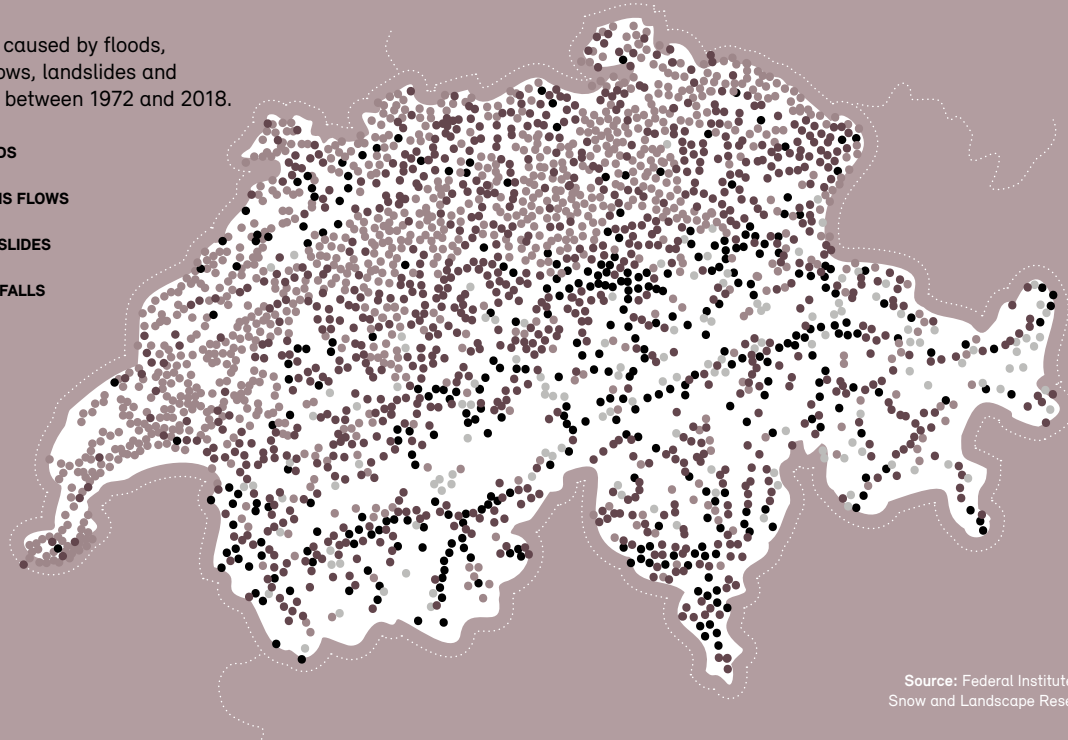 caused by floods,
ows, landslides and
between 1972 and 2018.
OS
IS FLOWS
SLIDES
FALLS
Source: Federal Institute
Snow and Landscape Rese